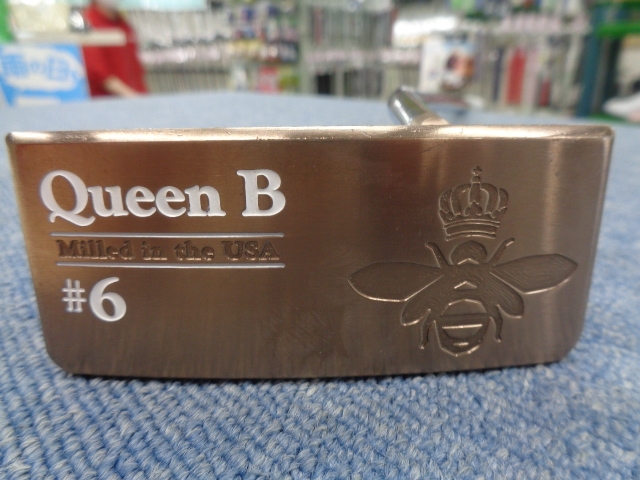 Queen B
Milled in the USA
#6